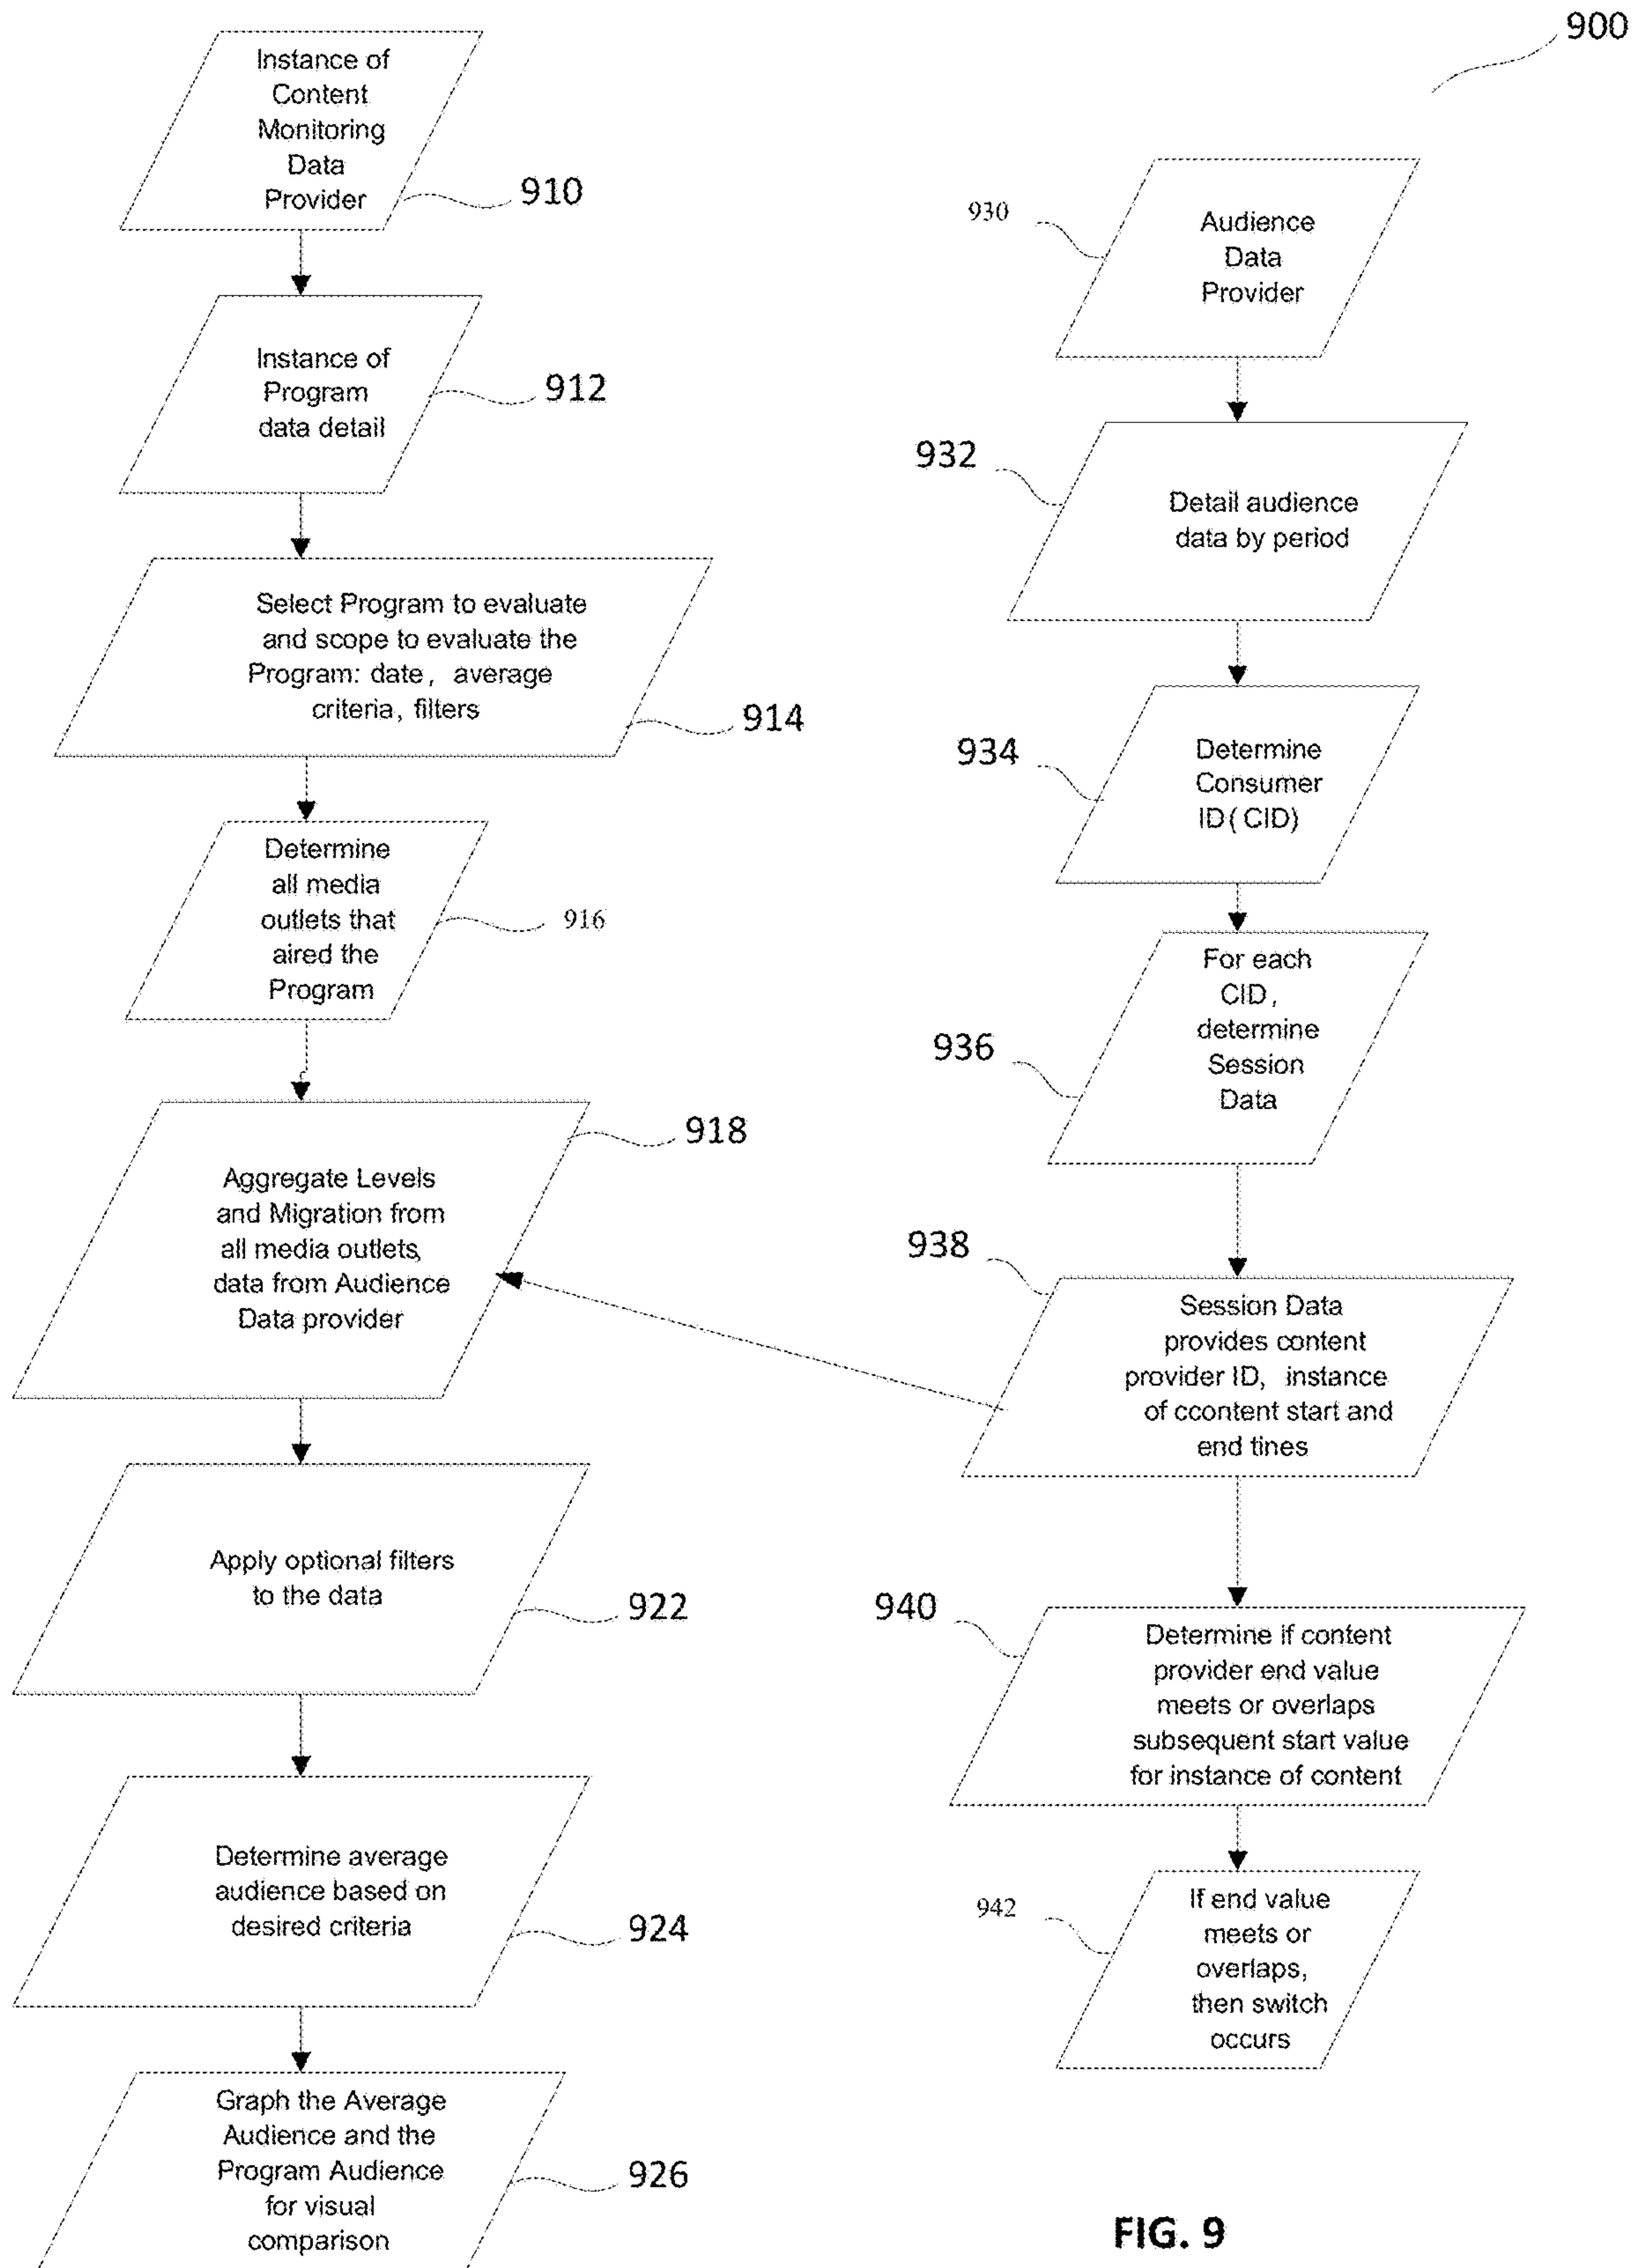 900
Instance of
Content
Monitoring
Data
Provider
910
Instance of
Program
data detail
912
Select Program to evaluate
and scope to evaluate the
Program: date, average
criteria, filters
914
Determine
all media
outlets that
aired the
Program
916
Aggregate Levels
and Migration from
all media outlets,
data from Audience
Data provider
918
Apply optional filters
to the data
922
Determine average
audience based on
desired criteria
924
Graph the Average
Audience and the
Program Audience
for visual
comparison
926
930
Audience
Data
Provider
932
Detail audience
data by period
934
Determine
Consumer
ID( CID)
936
For each
CID,
determine
Session
Data
938
Session Data
provides content
provider ID, instance
of ccontent start and
end tines
940
Determine if content
provider end value
meets or overlaps
subsequent start value
for instance of content
942
If end value
meets or
overlaps,
then switch
occurs
FIG. 9